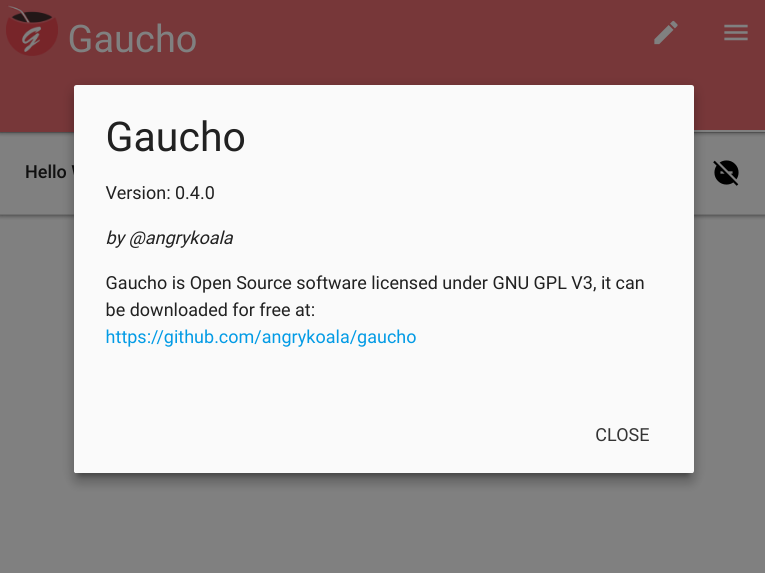 Gaucho
Hello
Gaucho
Version: 0.4.0
by @angrykoala
Gaucho is Open Source software licensed under GNU GPL V3, it can
be downloaded for free at:
https://github.com/angrykoala/gaucho
CLOSE